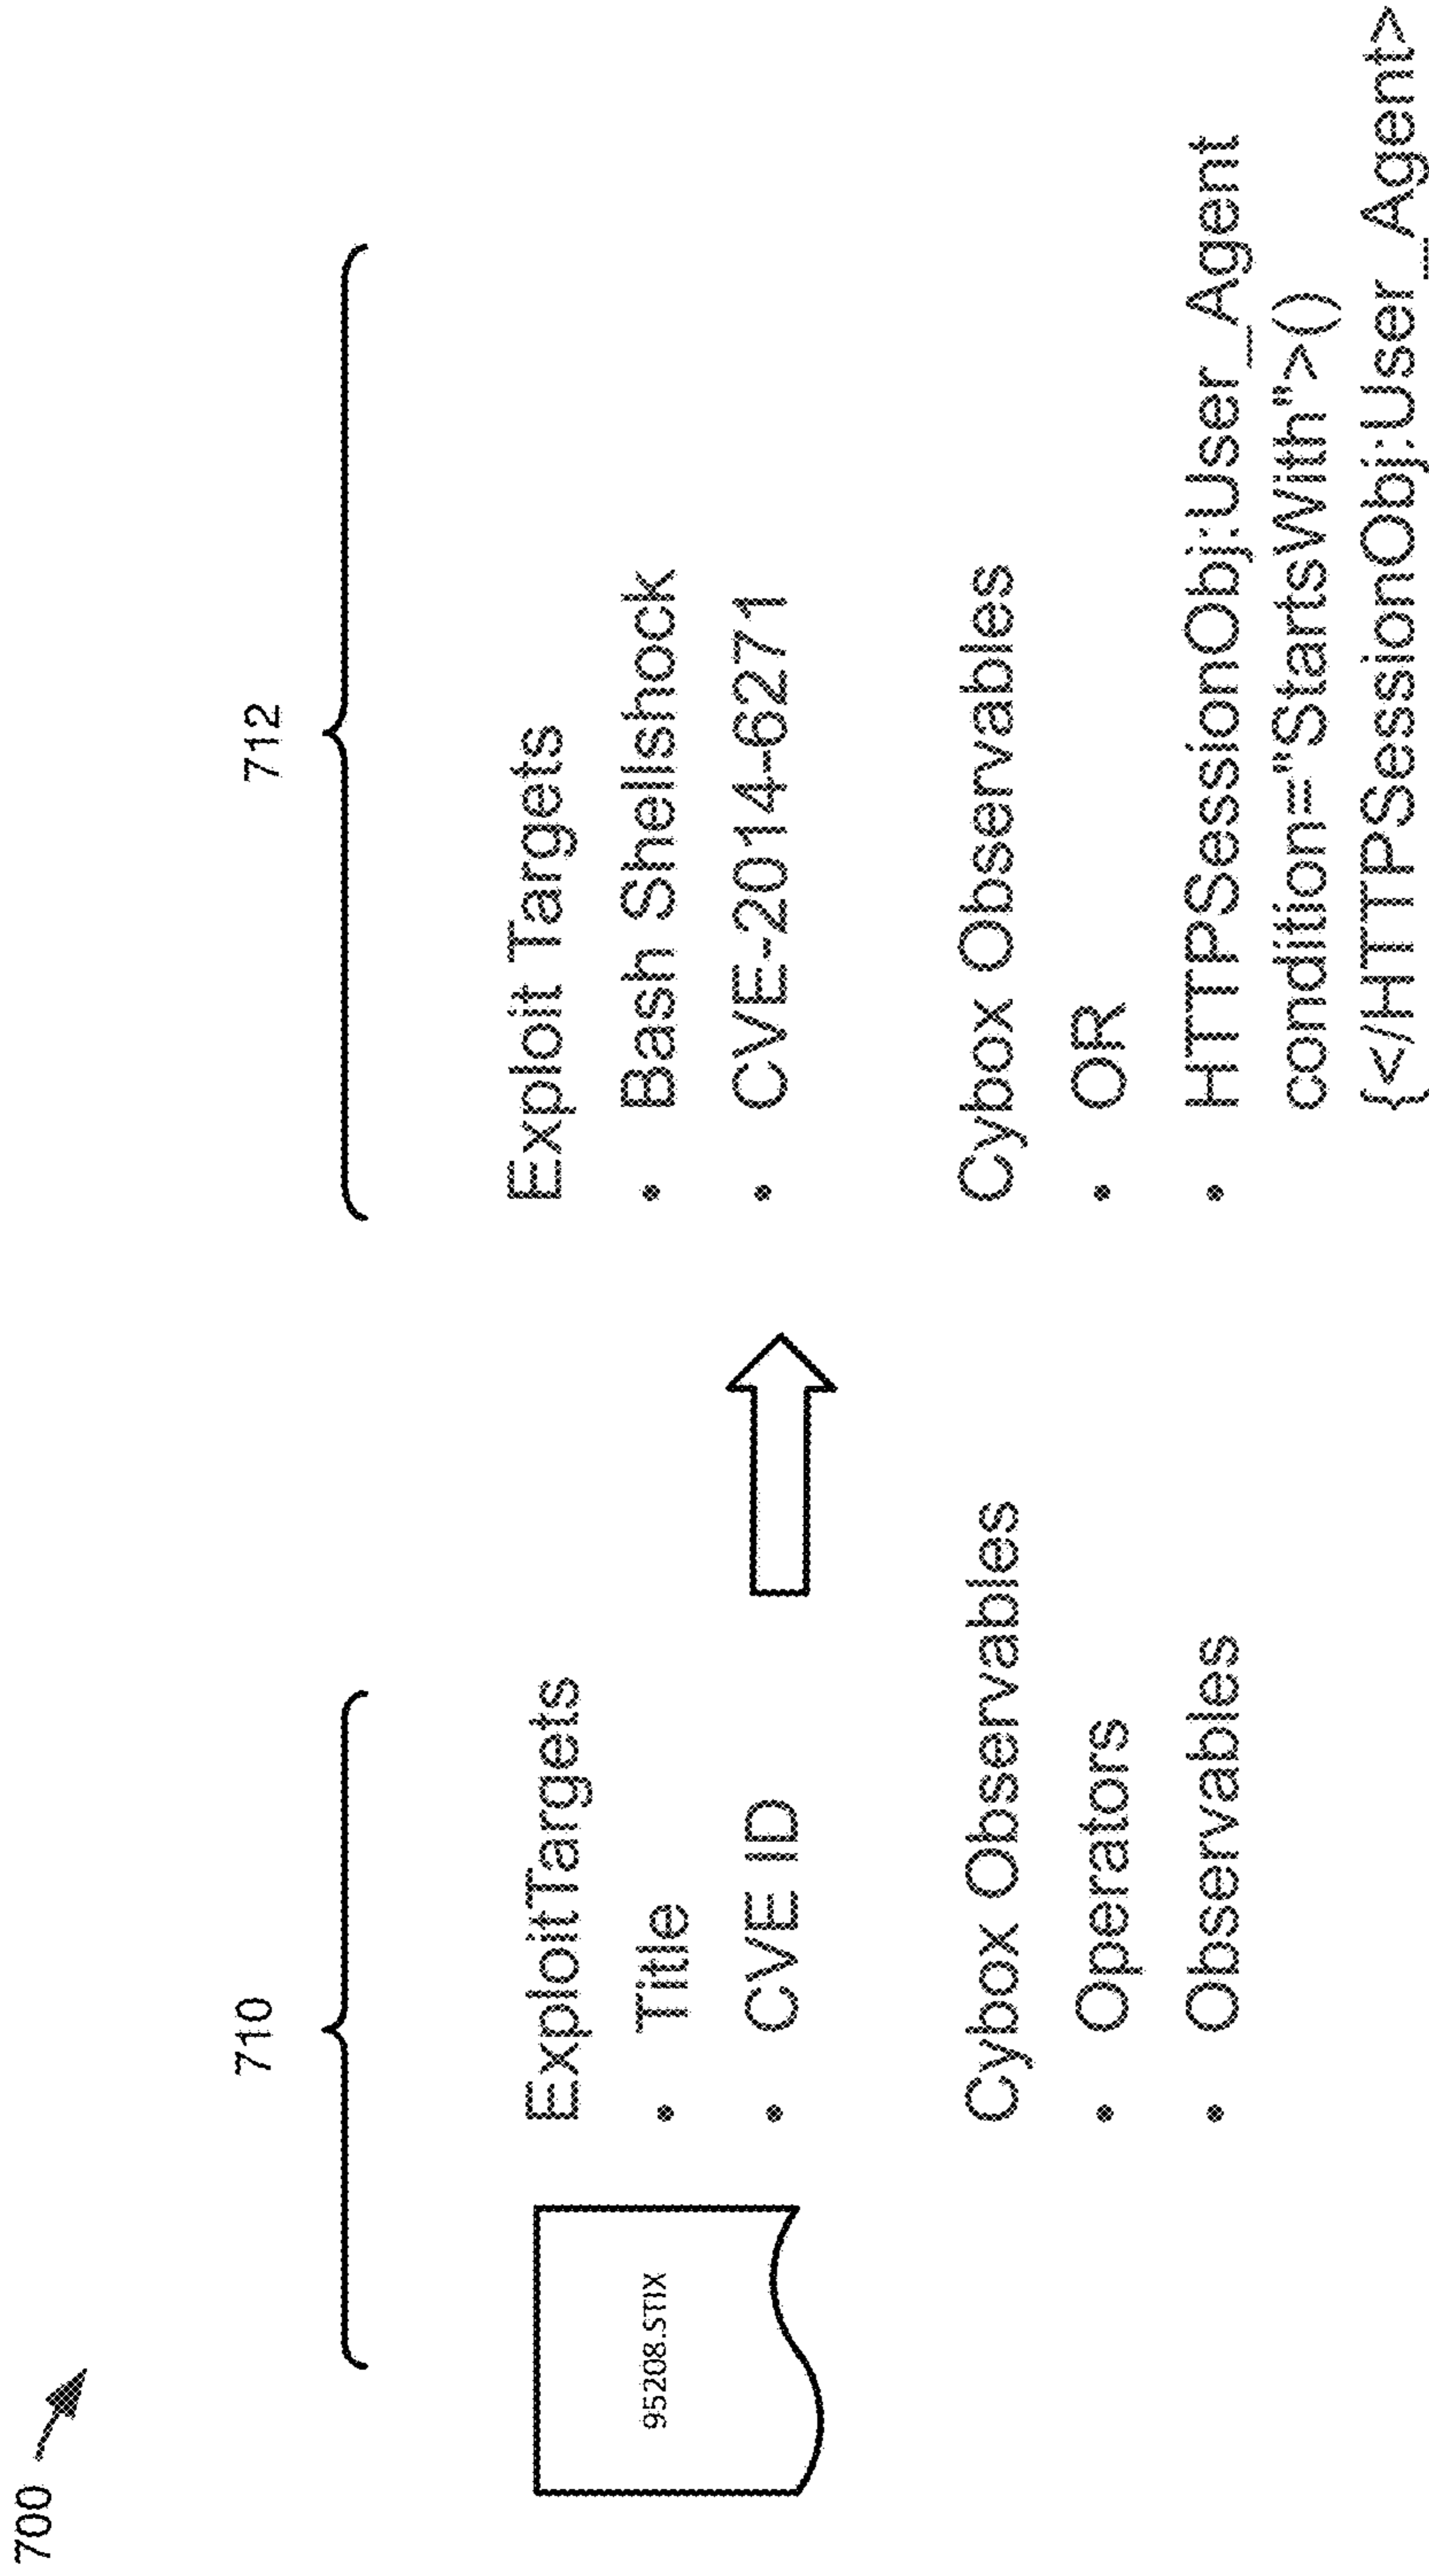 700
710
712
95208.STIX
ExploitTargets
• Title
• CVE ID
Cybox Observables
• Operators
• Observables
Exploit Targets
• Bash Shellshock
• CVE-2014-6271
Cybox Observables
• OR
• HTTPSessionObj:User_Agent
condition="StartsWith">()
{</HTTPSessionObj:User_Agent>